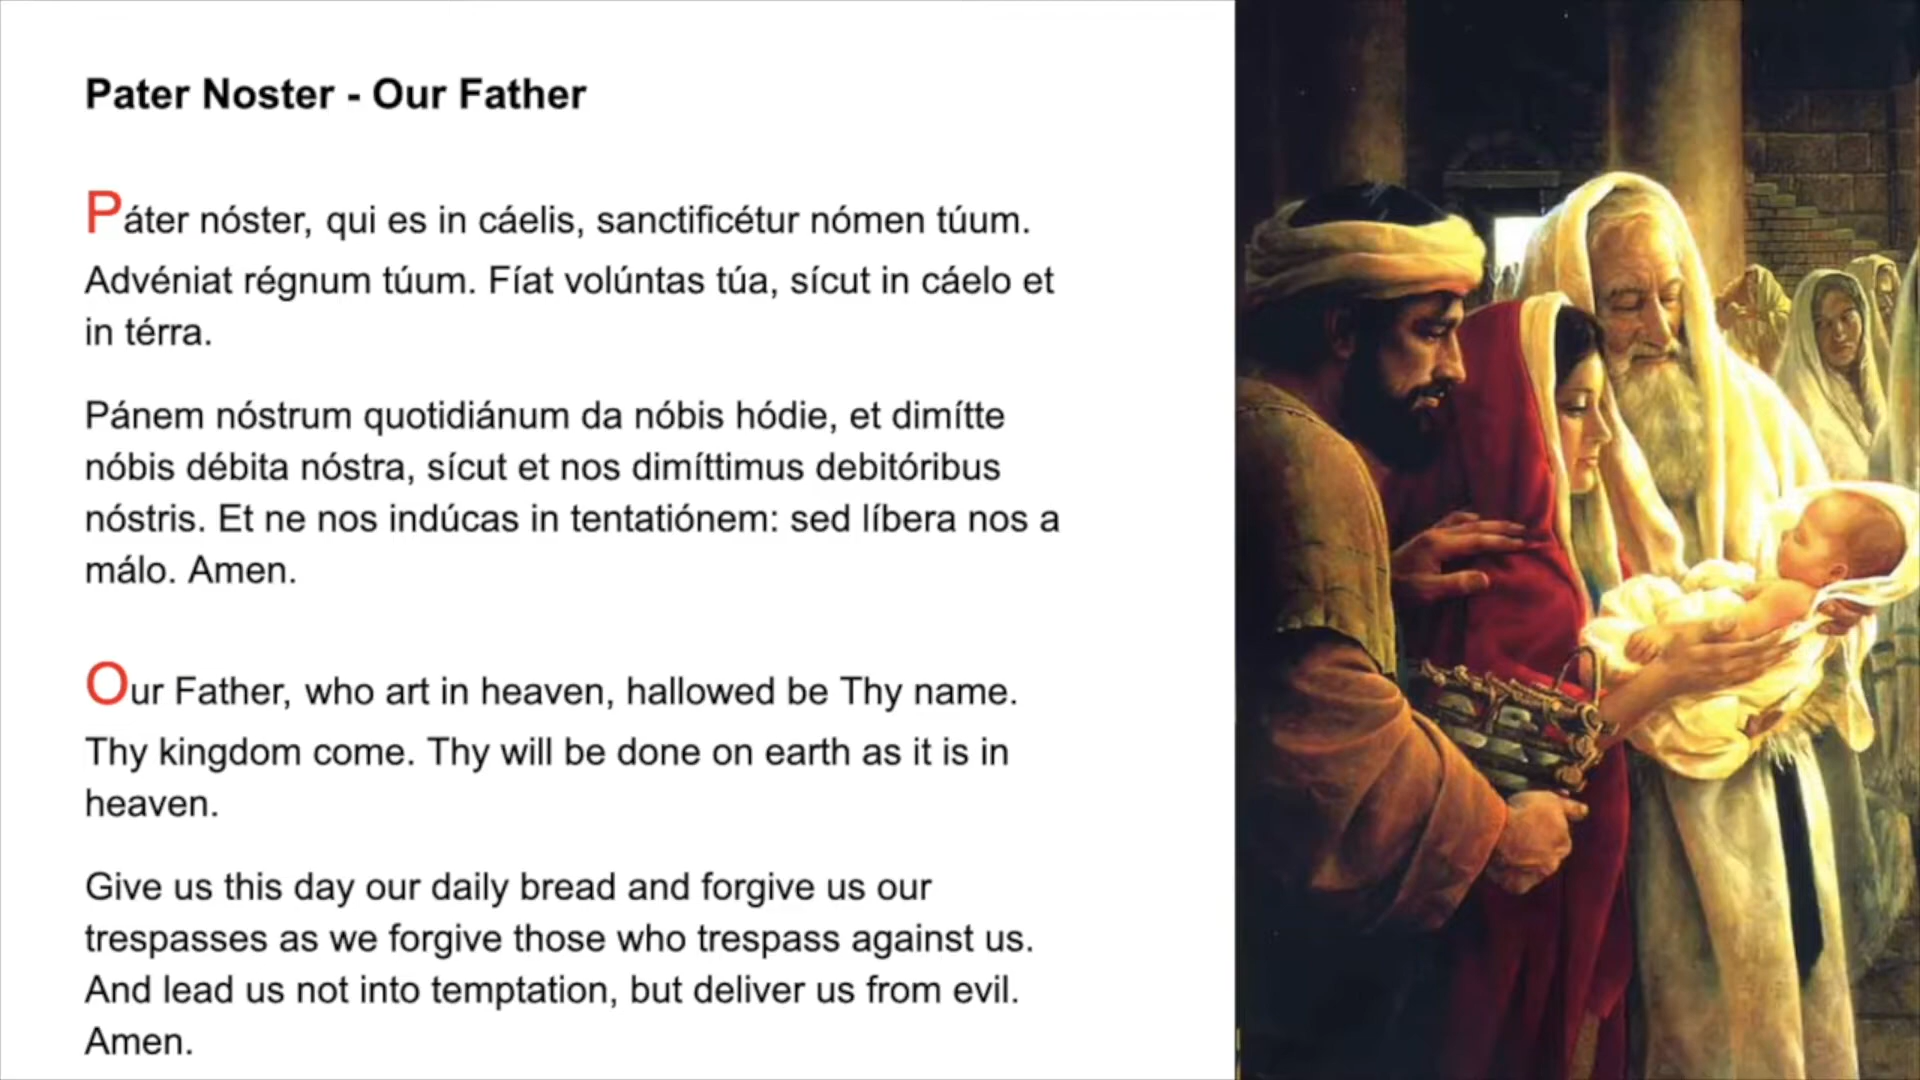 Pater Noster - Our Father
Páter nóster, qui es in cáelis, sanctificétur nómen túum.
Advéniat régnum túum. Fíat volúntas túa, sícut in cáelo et
in térra.
Pánem nóstrum quotidiánum da nóbis hódie, et dimítte
nóbis débita nóstra, sícut et nos dimíttimus debitóribus
nóstris. Et ne nos indúcas in tentatiónem: sed líbera nos a
málo. Amen.
Our Father, who art in heaven, hallowed be Thy name.
Thy kingdom come. Thy will be done on earth as it is in
heaven.
Give us this day our daily bread and forgive us our
trespasses as we forgive those who trespass against us.
And lead us not into temptation, but deliver us from evil.
Amen.